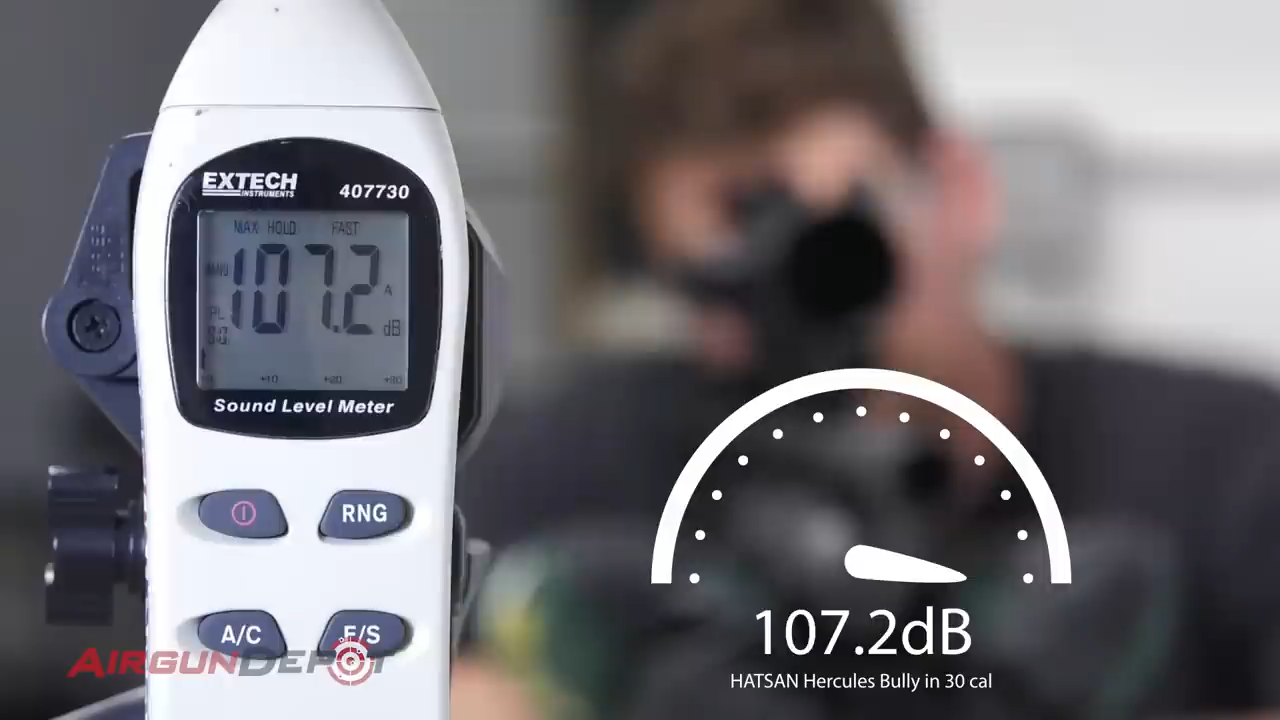 EXTECH
INSTRUMENTS
407730
MAX HOLD FAST
107.2
A
dB
+10 +20 +30
Sound Level Meter
RNG
A/C
F/S
AIRGUNDEPOT
107.2dB
HATSAN Hercules Bully in 30 cal